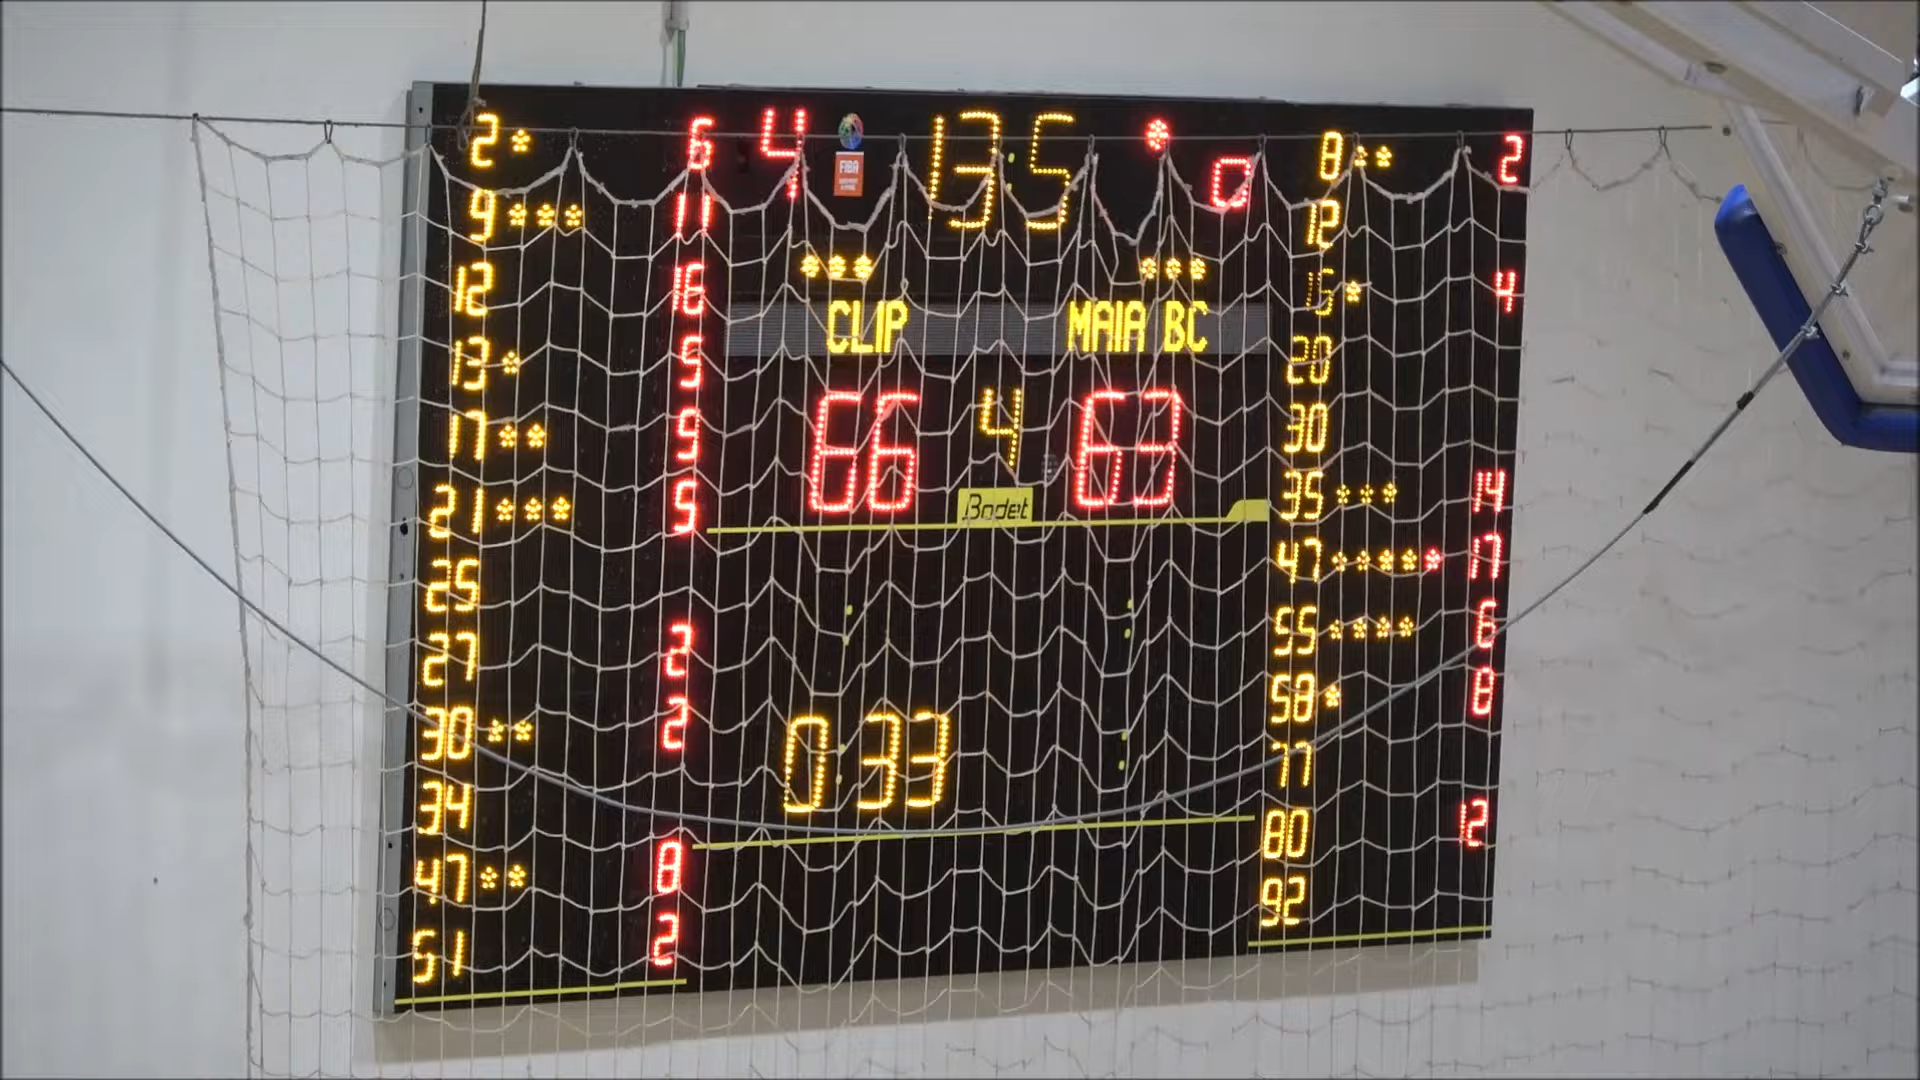 2* 6 4 13.5 * 0 8** 2
9*** 11 12
12 16 *** *** 15* 4
FIBA
CLIP MAIA BC
13* 5 20
17** 9 66 4 63 30
21*** 5 Bodet 35*** 14
25 47***** 17
27 2 55**** 6
30** 2 0:33 58* 8
34 77
47** 8 80 12
51 2 92